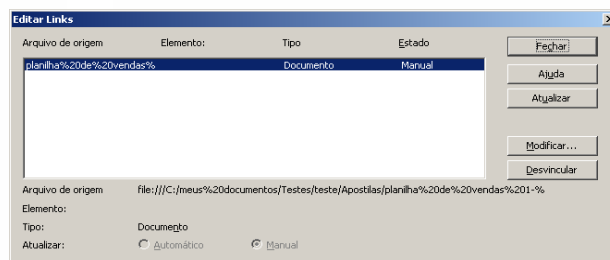 Editar Links
Arquivo de origem Elemento: Tipo Estado
Fechar
planilha%20de%20vendas% Documento Manual
Ajuda
Atualizar
Modificar...
Desvincular
Arquivo de origem file:///C:/meus%20documentos/Testes/teste/Apostilas/planilha%20de%20vendas%201-%
Elemento:
Tipo: Documento
Atualizar: Automático Manual